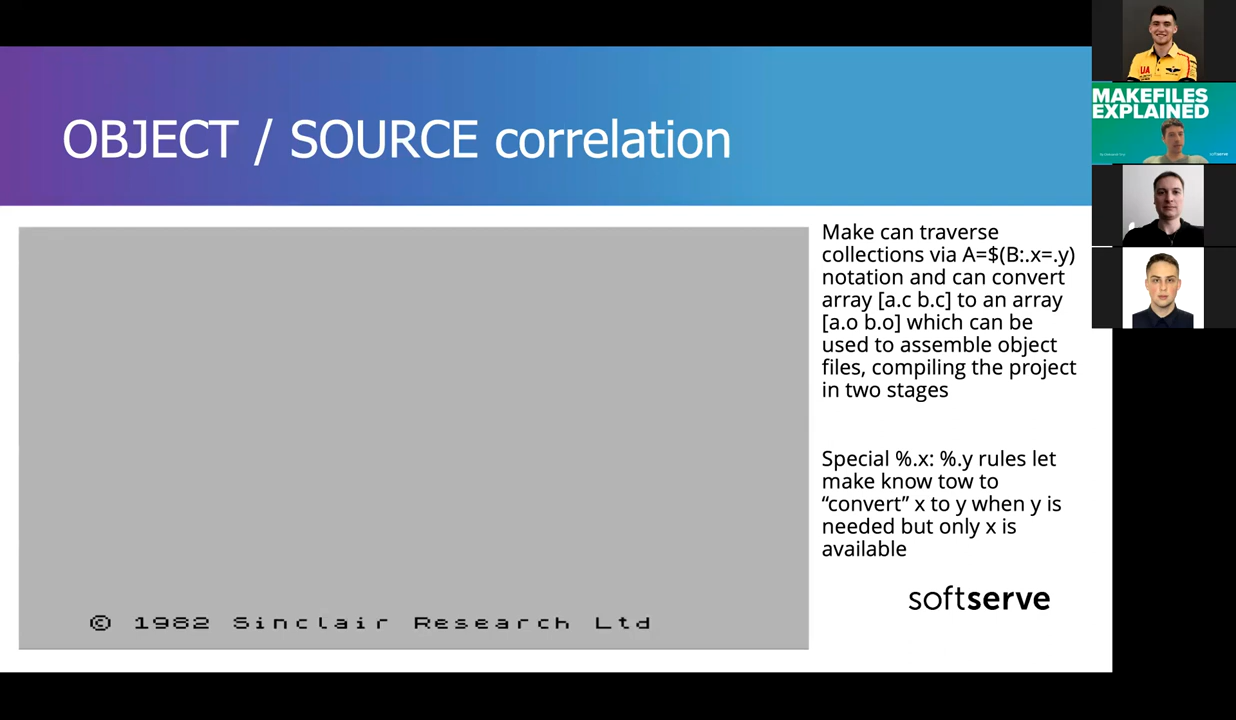 OBJECT / SOURCE correlation
Make can traverse
collections via A=$(B:.x=.y)
notation and can convert
array [a.c b.c] to an array
[a.o b.o] which can be
used to assemble object
files, compiling the project
in two stages
Special %.x: %.y rules let
make know tow to
“convert” x to y when y is
needed but only x is
available
softserve
© 1982 Sinclair Research Ltd
UA
MAKEFILES
EXPLAINED
softserve